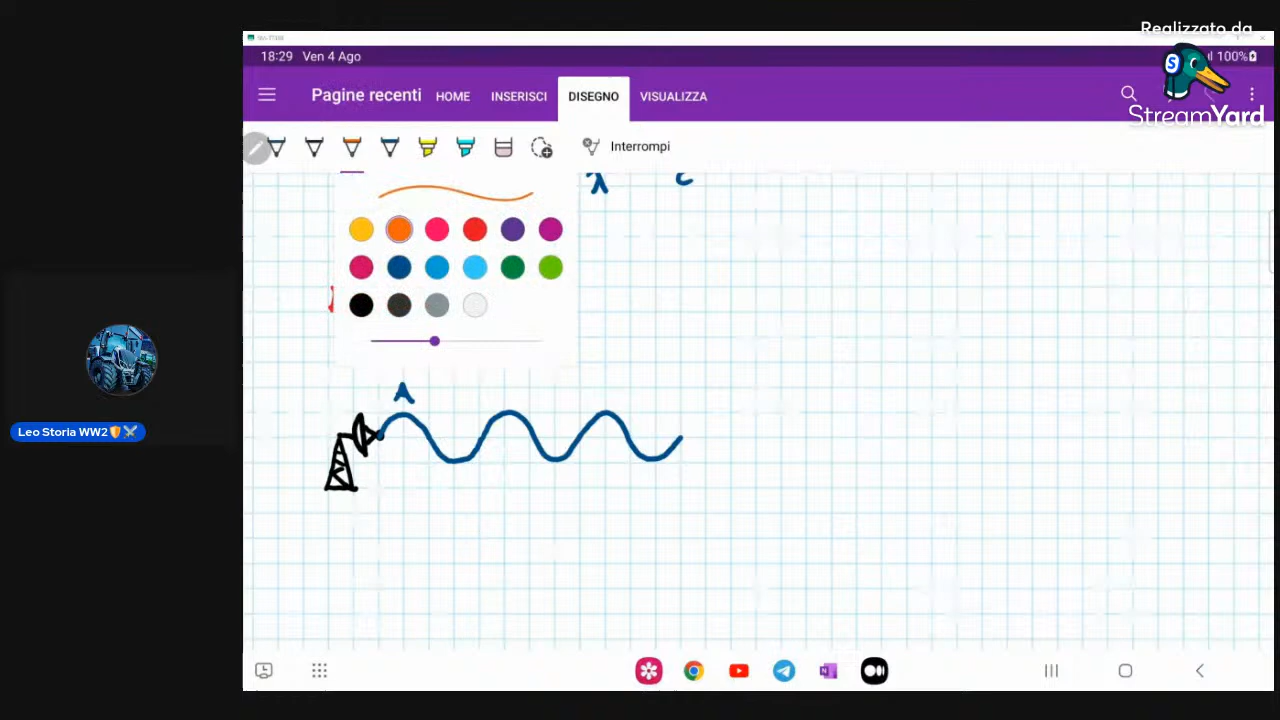 Realizzato da
StreamYard
18:29 Ven 4 Ago
100%
Pagine recenti HOME INSERISCI DISEGNO VISUALIZZA
Interrompi
λ c
A
Leo Storia WW2